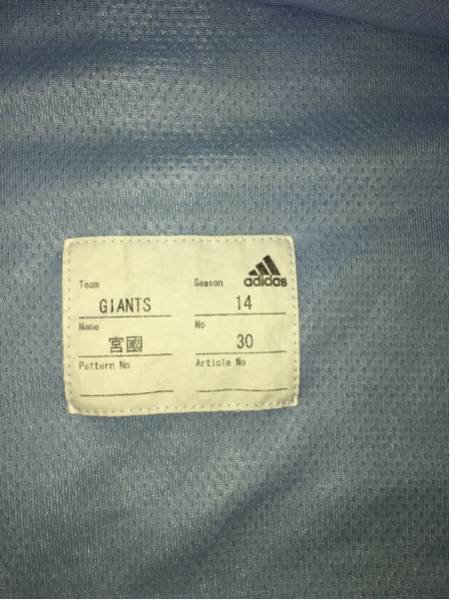 adidas
Team Season
GIANTS 14
Name No
宮國 30
Pattern No Article No